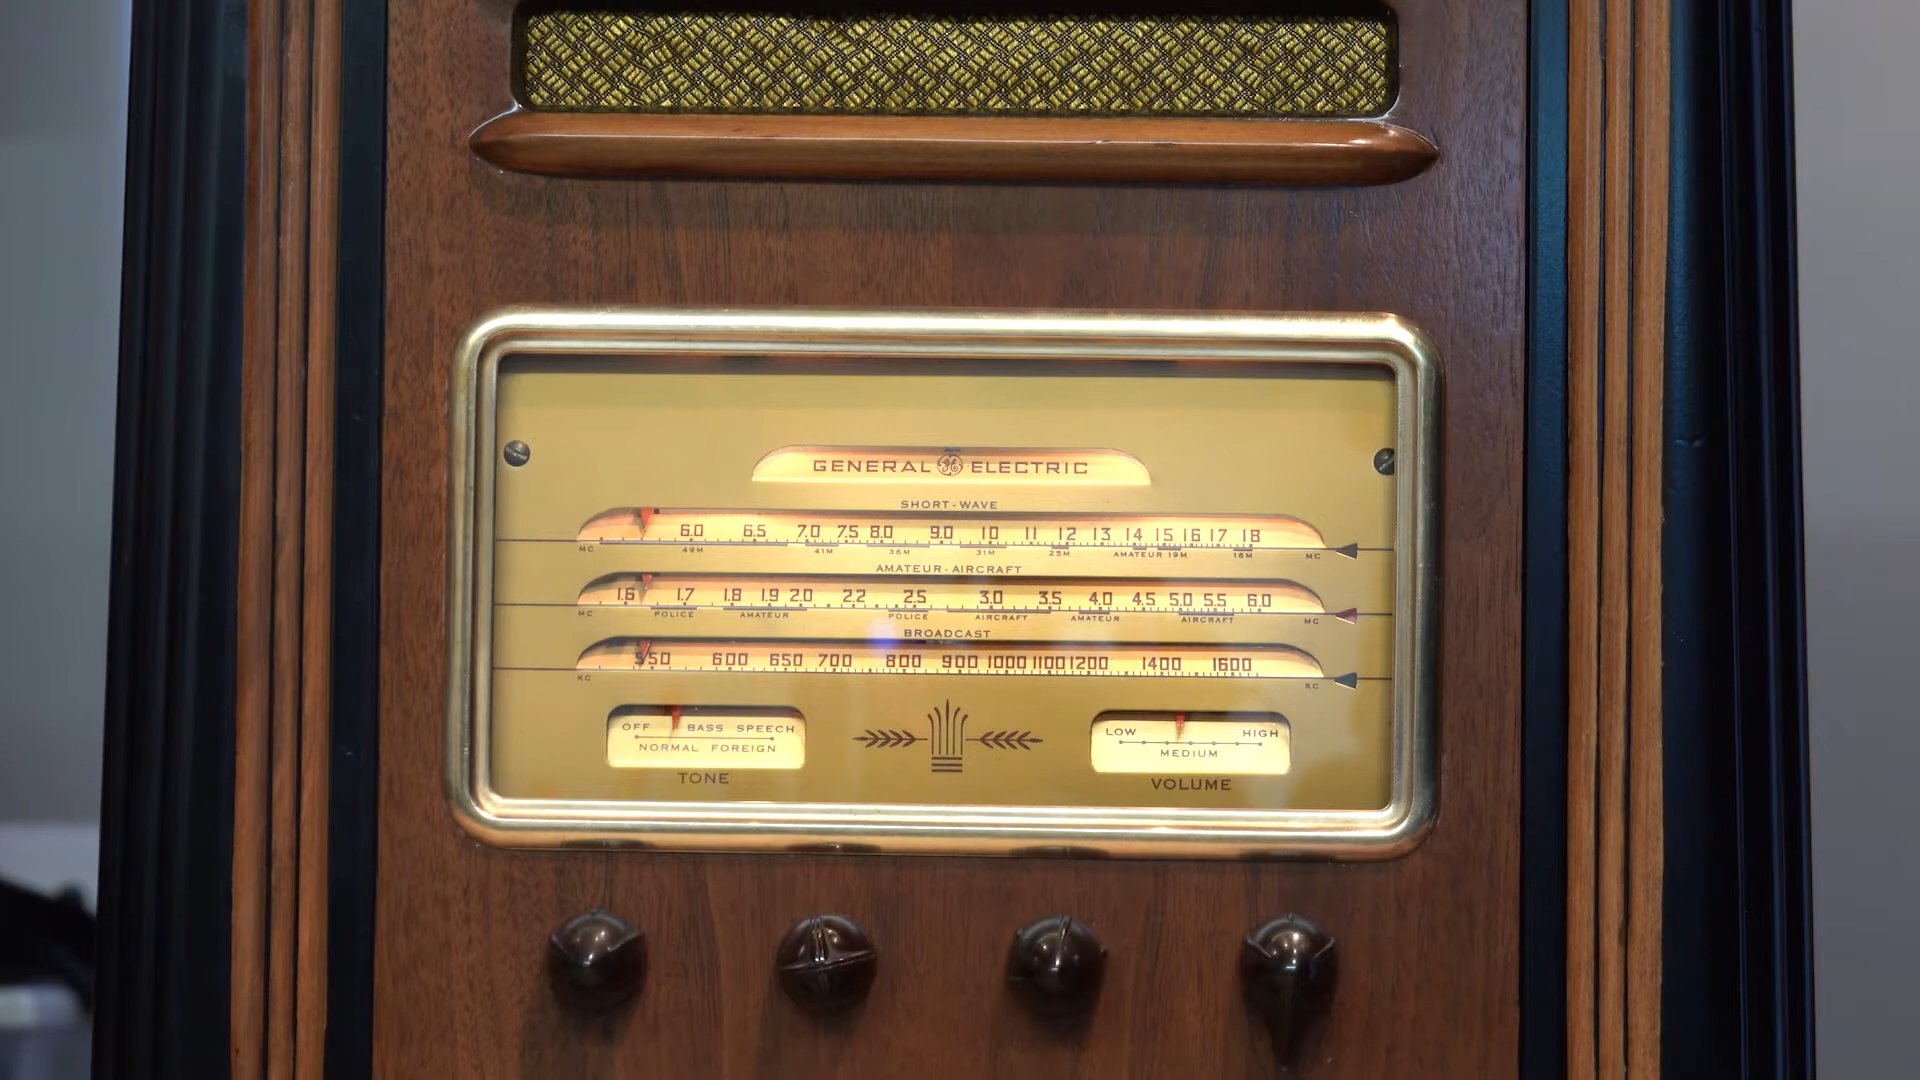 GENERAL GE ELECTRIC
SHORT-WAVE
6.0 6.5 7.0 7.5 8.0 9.0 10 11 12 13 14 15 16 17 18
MC 49M 41M 36M 31M 25M AMATEUR 19M 16M MC
AMATEUR-AIRCRAFT
1.6 1.7 1.8 1.9 2.0 2.2 2.5 3.0 3.5 4.0 4.5 5.0 5.5 6.0
MC POLICE AMATEUR POLICE AIRCRAFT AMATEUR AIRCRAFT MC
BROADCAST
550 600 650 700 800 900 1000 1100 1200 1400 1600
KC KC
OFF BASS SPEECH
NORMAL FOREIGN
TONE
LOW HIGH
MEDIUM
VOLUME